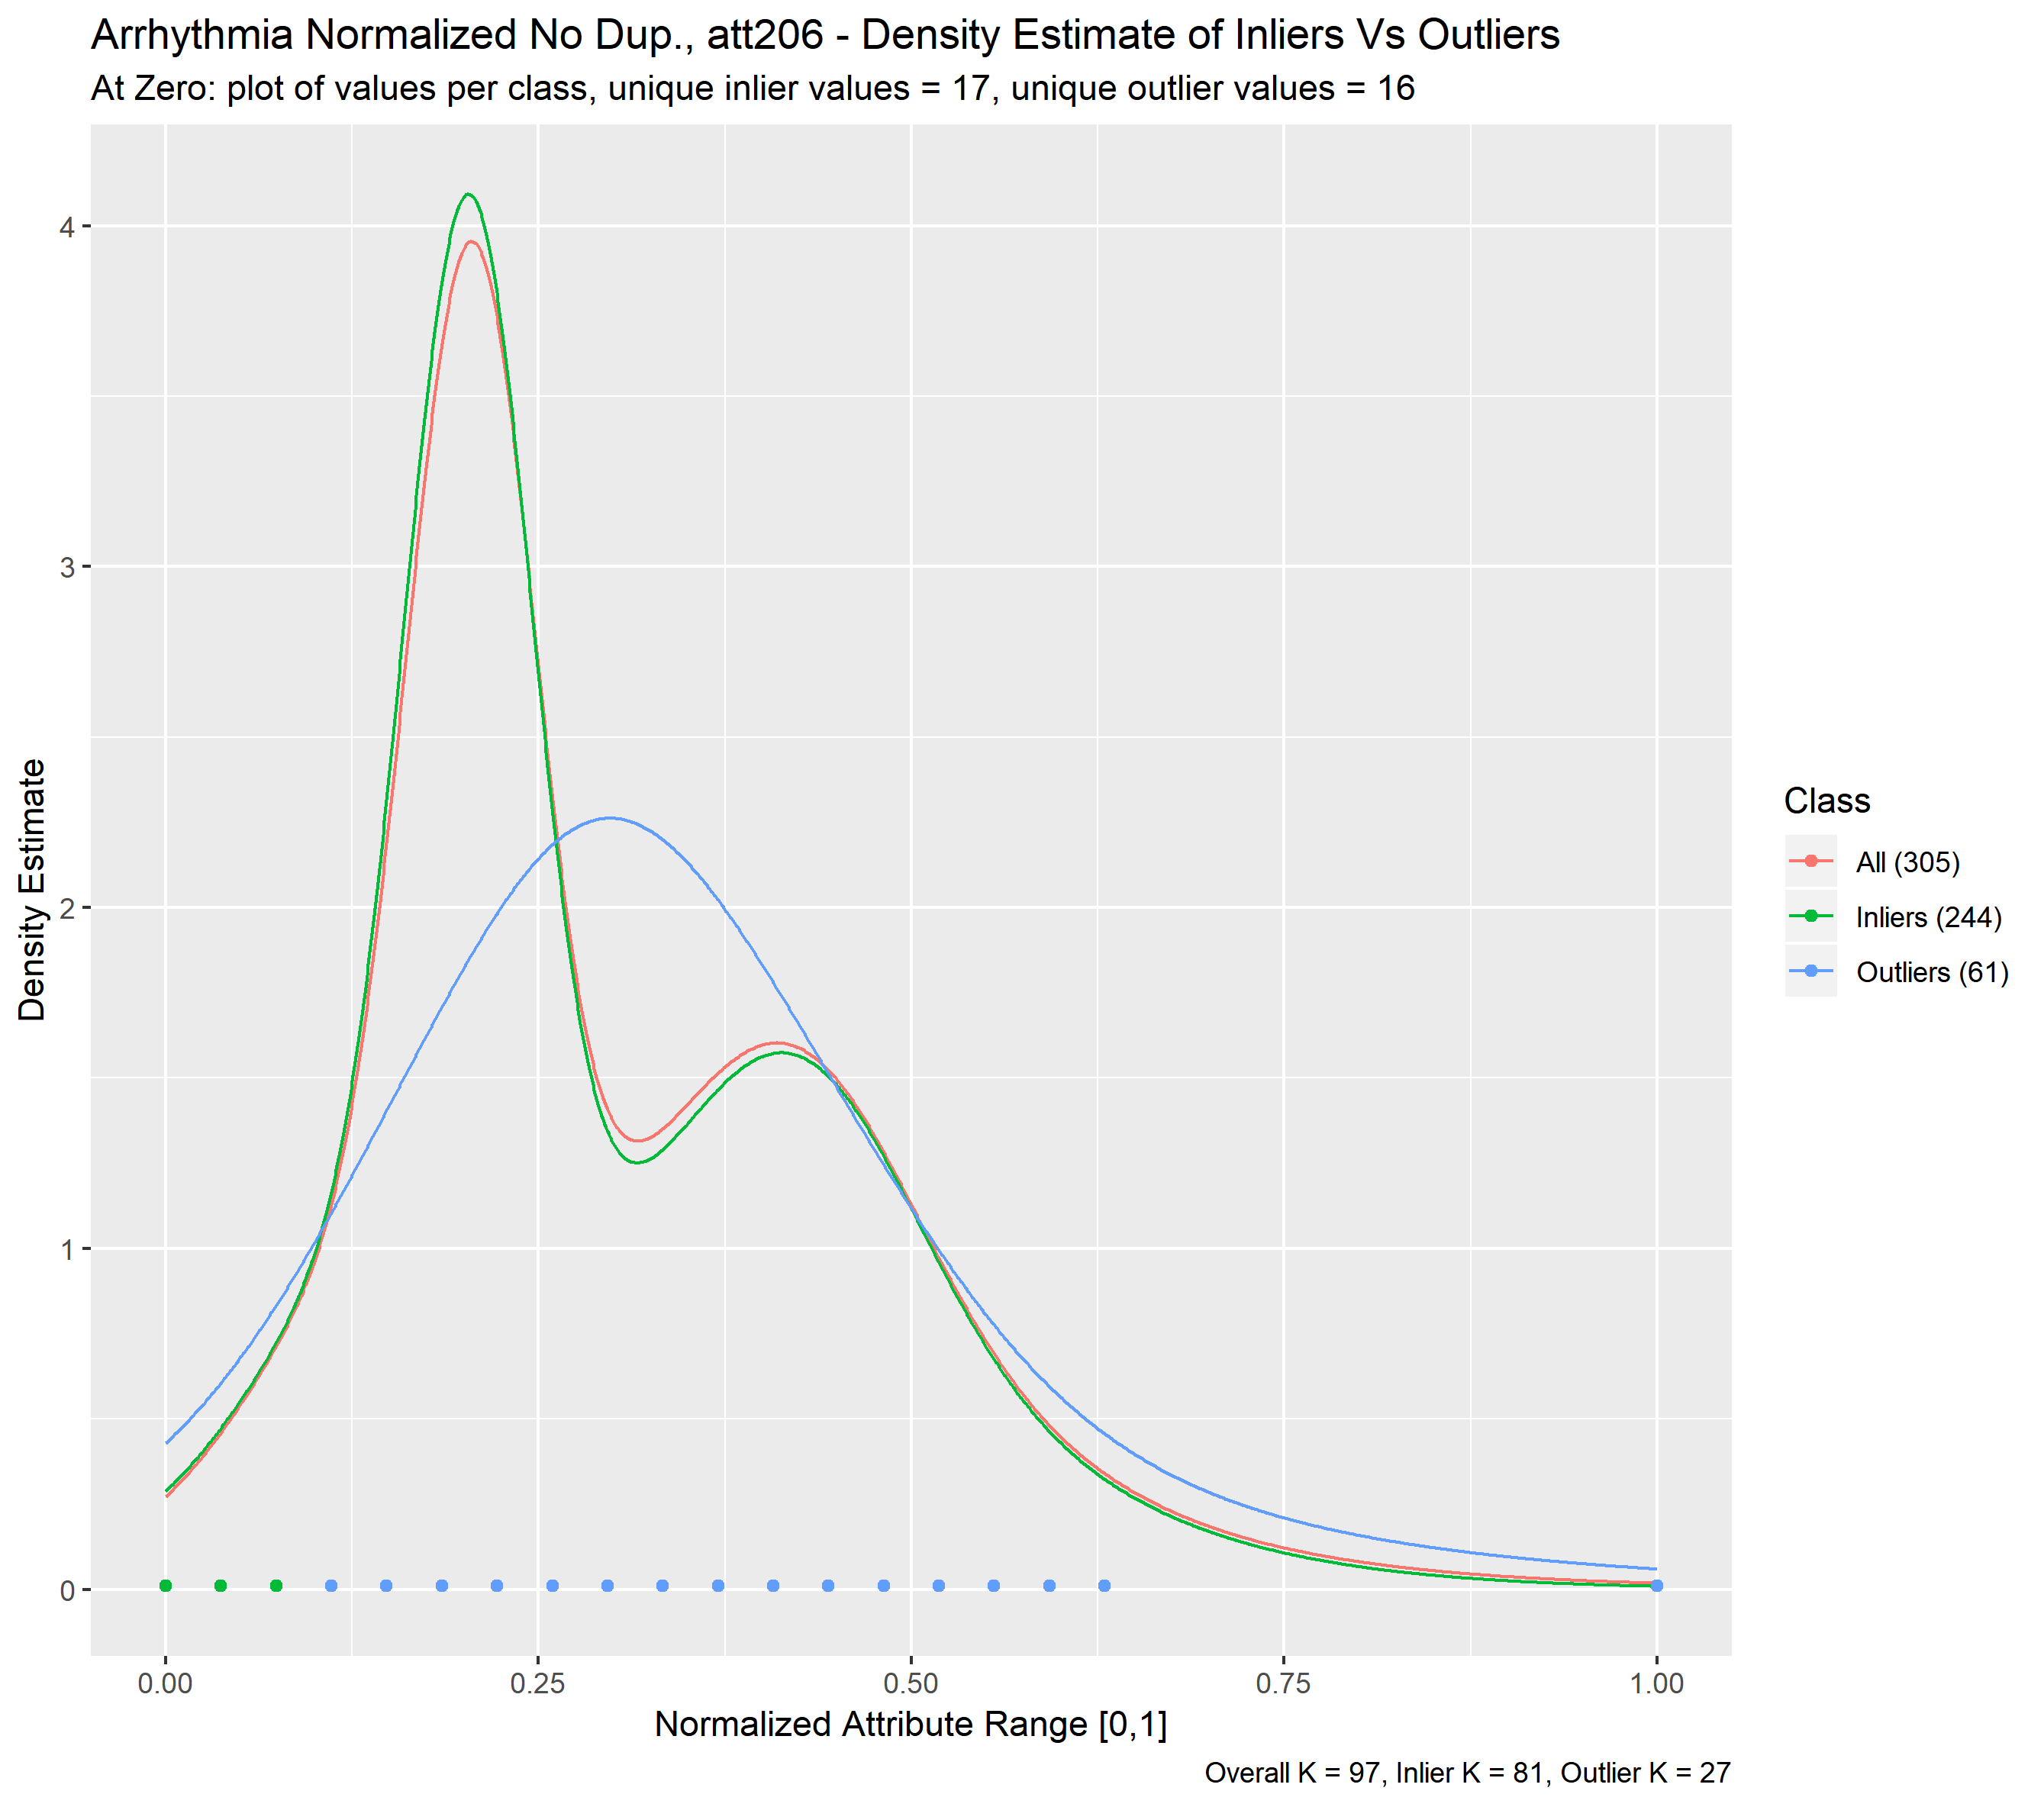 Arrhythmia Normalized No Dup., att206 - Density Estimate of Inliers Vs Outliers
At Zero: plot of values per class, unique inlier values = 17, unique outlier values = 16
Density Estimate
4
3
2
1
0
0.00 0.25 0.50 0.75 1.00
Normalized Attribute Range [0,1]
Class
All (305)
Inliers (244)
Outliers (61)
Overall K = 97, Inlier K = 81, Outlier K = 27